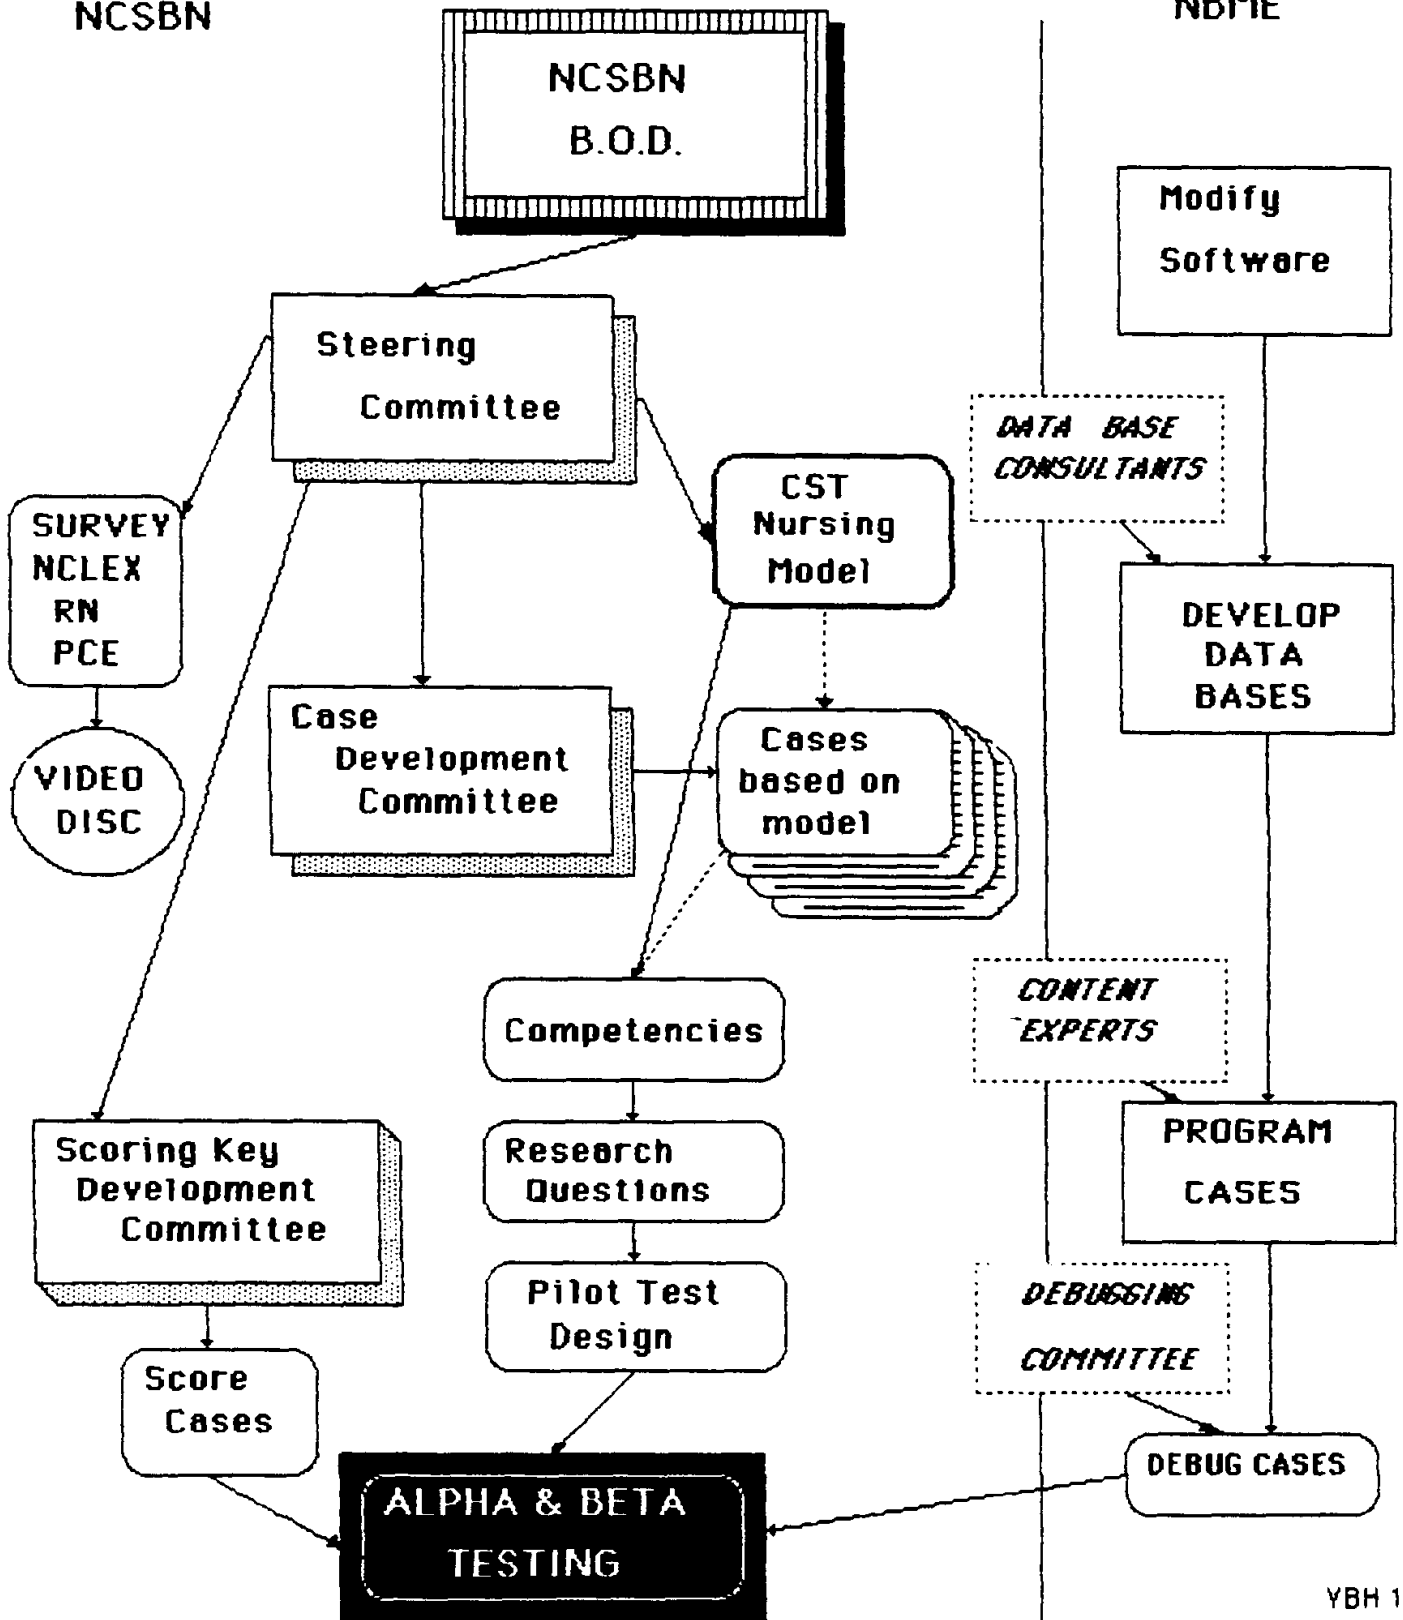 NCSBN
NBME
NCSBN
B.O.D.
Modify
Software
Steering
Committee
DATA BASE
CONSULTANTS
CST
Nursing
Model
SURVEY
NCLEX
RN
PCE
DEVELOP
DATA
BASES
Case
Development
Committee
Cases
based on
model
VIDEO
DISC
CONTENT
EXPERTS
Competencies
PROGRAM
CASES
Scoring Key
Development
Committee
Research
Questions
Pilot Test
Design
DEBUGGING
COMMITTEE
Score
Cases
DEBUG CASES
ALPHA & BETA
TESTING
YBH 1